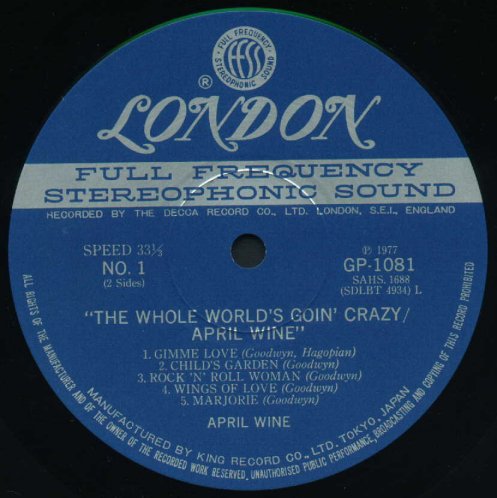 FULL FREQUENCY
ffss
STEREOPHONIC SOUND
®
LONDON
FULL FREQUENCY
STEREOPHONIC SOUND
RECORDED BY THE DECCA RECORD CO., LTD. LONDON, S.E.I., ENGLAND
SPEED 33⅓
NO. 1
(2 Sides)
℗ 1977
GP-1081
SAHS. 1688
(SDLBT 4934) L
"THE WHOLE WORLD'S GOIN' CRAZY/
APRIL WINE"
1. GIMME LOVE (Goodwyn, Hagopian)
2. CHILD'S GARDEN (Goodwyn)
3. ROCK 'N' ROLL WOMAN (Goodwyn)
4. WINGS OF LOVE (Goodwyn)
5. MARJORIE (Goodwyn)
APRIL WINE
MANUFACTURED BY KING RECORD CO., LTD. TOKYO, JAPAN
ALL RIGHTS OF THE MANUFACTURER AND OF THE OWNER OF THE RECORDED WORK RESERVED. UNAUTHORISED PUBLIC PERFORMANCE, BROADCASTING AND COPYING OF THIS RECORD PROHIBITED